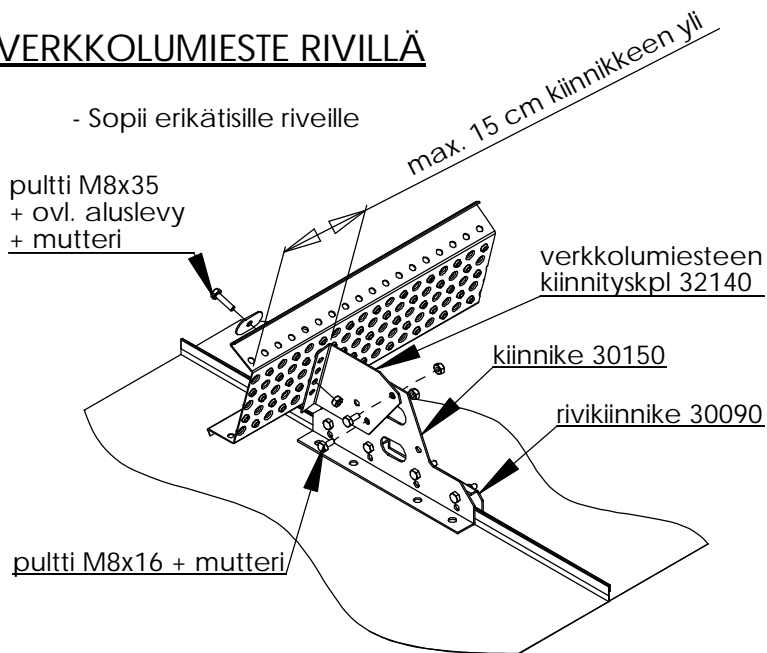 VERKKOLUMIESTE RIVILLÄ
- Sopii erikätisille riveille
max. 15 cm kiinnikkeen yli
pultti M8x35
+ ovl. aluslevy
+ mutteri
verkkolumiesteen
kiinnityskpl 32140
kiinnike 30150
rivikiinnike 30090
pultti M8x16 + mutteri